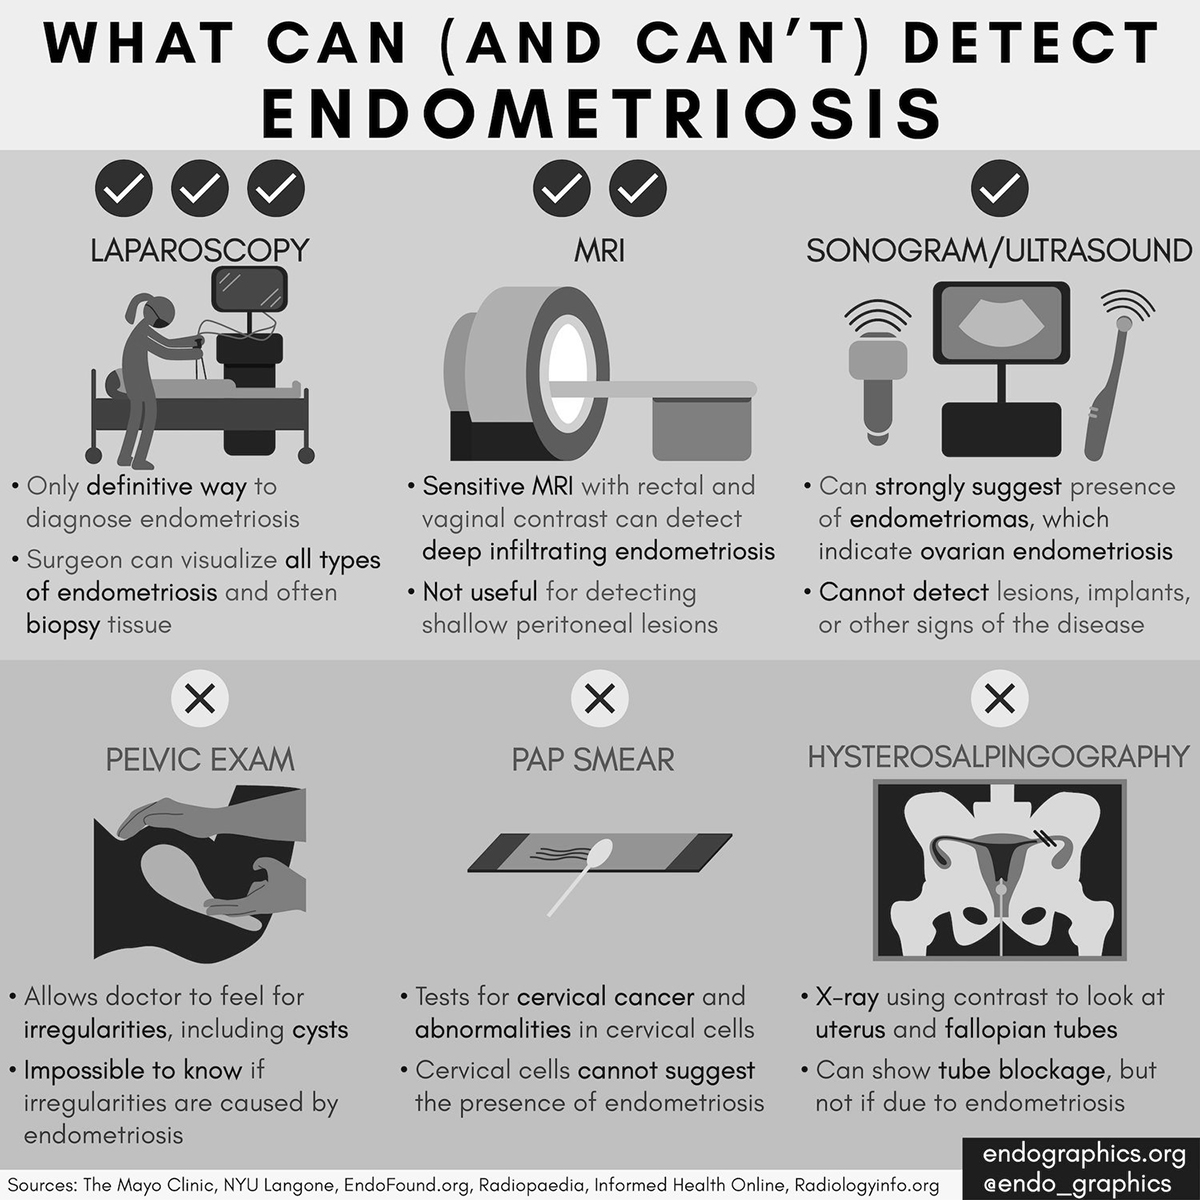 WHAT CAN (AND CAN'T) DETECT
ENDOMETRIOSIS
LAPAROSCOPY
• Only definitive way to
diagnose endometriosis
• Surgeon can visualize all types
of endometriosis and often
biopsy tissue
MRI
• Sensitive MRI with rectal and
vaginal contrast can detect
deep infiltrating endometriosis
• Not useful for detecting
shallow peritoneal lesions
SONOGRAM/ULTRASOUND
• Can strongly suggest presence
of endometriomas, which
indicate ovarian endometriosis
• Cannot detect lesions, implants,
or other signs of the disease
PELVIC EXAM
• Allows doctor to feel for
irregularities, including cysts
• Impossible to know if
irregularities are caused by
endometriosis
PAP SMEAR
• Tests for cervical cancer and
abnormalities in cervical cells
• Cervical cells cannot suggest
the presence of endometriosis
HYSTEROSALPINGOGRAPHY
• X-ray using contrast to look at
uterus and fallopian tubes
• Can show tube blockage, but
not if due to endometriosis
endographics.org
@endo_graphics
Sources: The Mayo Clinic, NYU Langone, EndoFound.org, Radiopaedia, Informed Health Online, Radiologyinfo.org